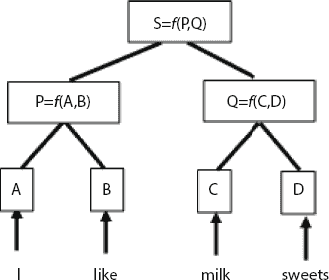 S=f(P,Q)
P=f(A,B)
Q=f(C,D)
A
B
C
D
I
like
milk
sweets